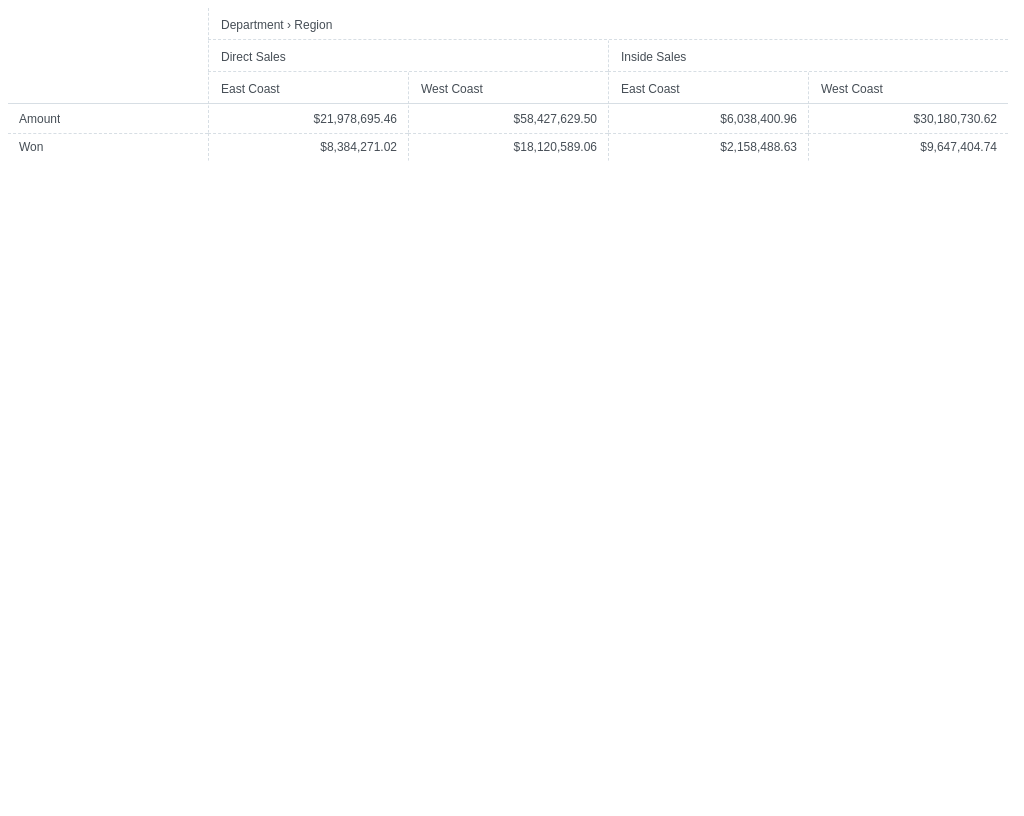 Department › Region
Direct Sales Inside Sales
East Coast West Coast East Coast West Coast
Amount $21,978,695.46 $58,427,629.50 $6,038,400.96 $30,180,730.62
Won $8,384,271.02 $18,120,589.06 $2,158,488.63 $9,647,404.74